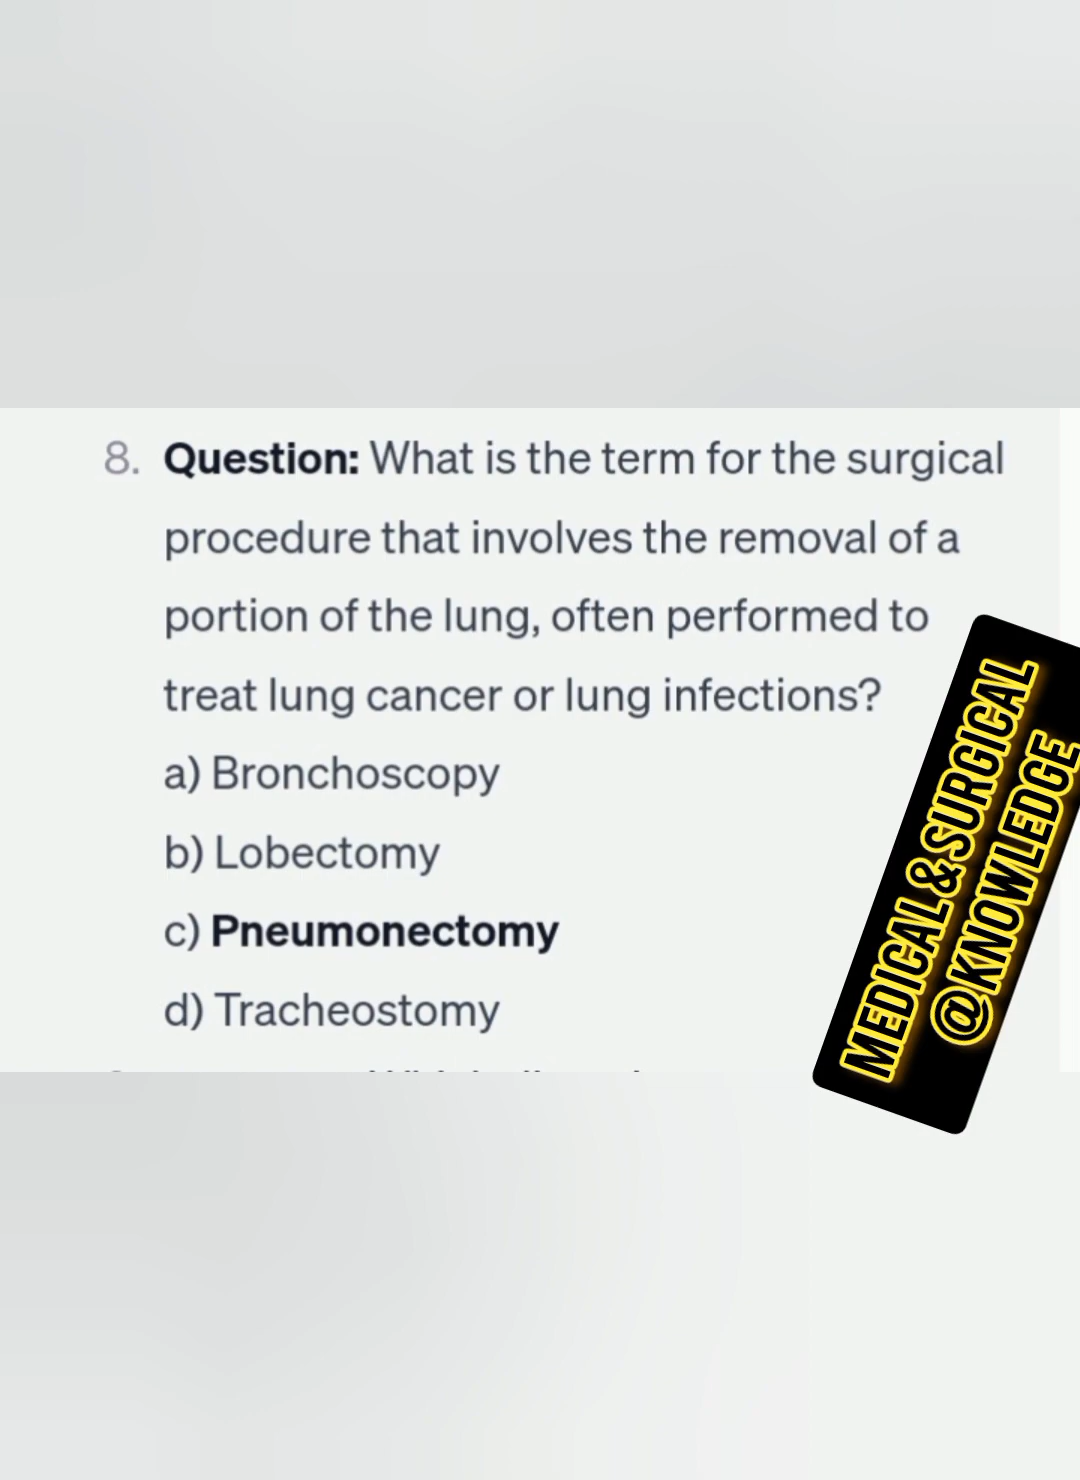 8. Question: What is the term for the surgical
procedure that involves the removal of a
portion of the lung, often performed to
treat lung cancer or lung infections?
a) Bronchoscopy
b) Lobectomy
c) Pneumonectomy
d) Tracheostomy
MEDICAL & SURGICAL
@KNOWLEDGE